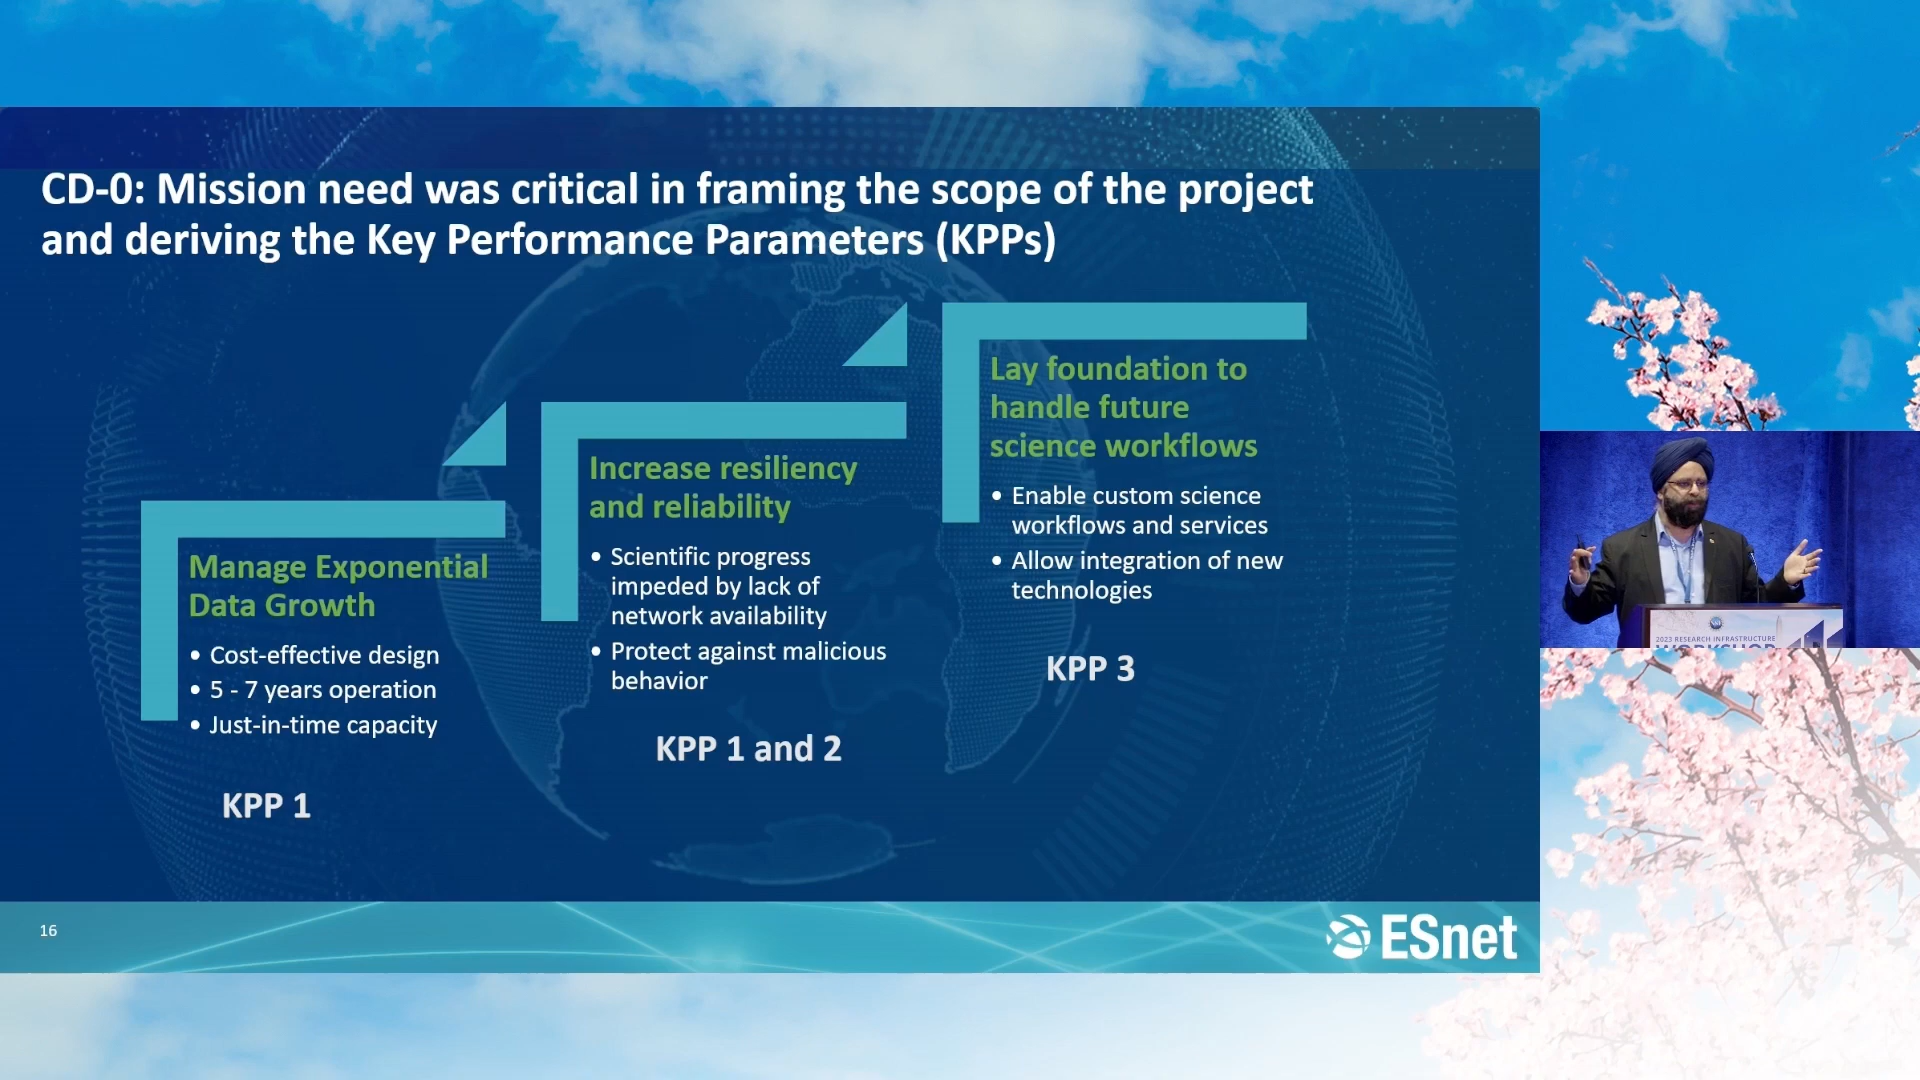 CD-0: Mission need was critical in framing the scope of the project
and deriving the Key Performance Parameters (KPPs)
Manage Exponential
Data Growth
• Cost-effective design
• 5 - 7 years operation
• Just-in-time capacity
KPP 1
Increase resiliency
and reliability
• Scientific progress
impeded by lack of
network availability
• Protect against malicious
behavior
KPP 1 and 2
Lay foundation to
handle future
science workflows
• Enable custom science
workflows and services
• Allow integration of new
technologies
KPP 3
2023 RESEARCH INFRASTRUCTURE
WORKSHOP
16
ESnet